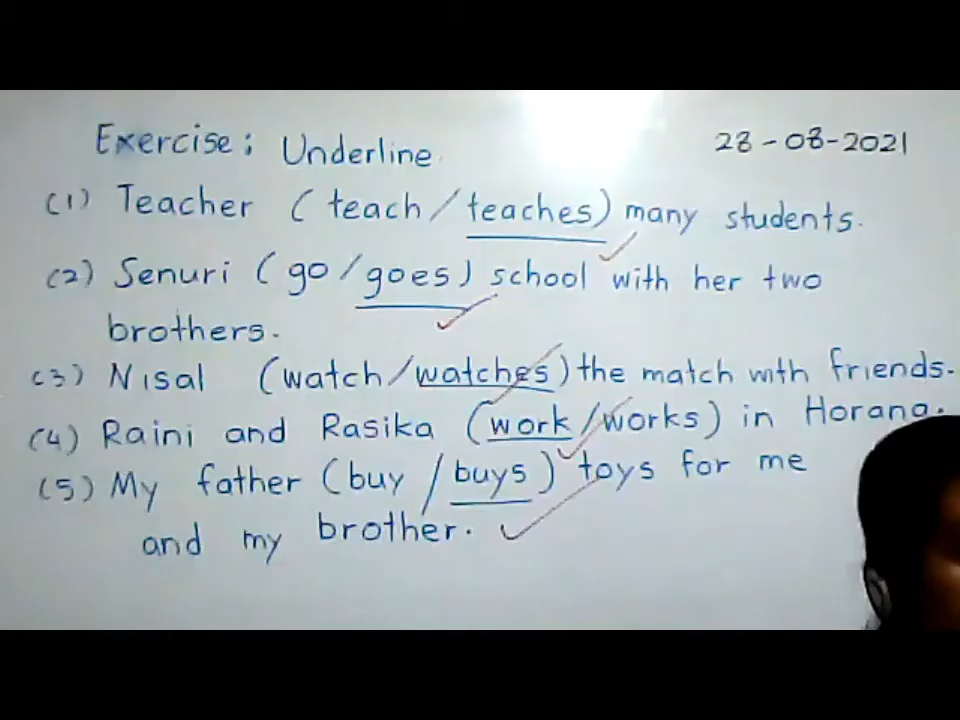 Exercise: Underline.
28-08-2021
(1) Teacher (teach/teaches) many students.
(2) Senuri (go/goes) school with her two
brothers.
(3) Nisal (watch/watches) the match with friends.
(4) Raini and Rasika (work/works) in Horana.
(5) My father (buy/buys) toys for me
and my brother.